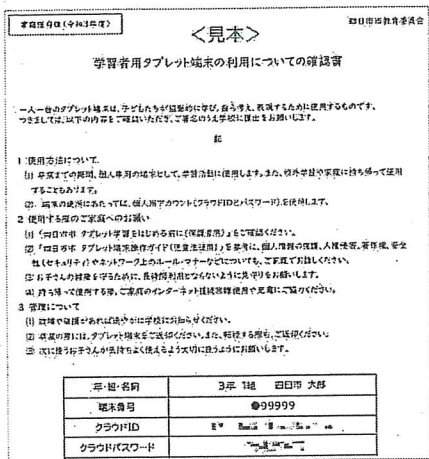 家庭保管(令和3年度)
四日市市教育委員会
<見本>
学習者用タブレット端末の利用についての確認書
一人一台のタブレット端末は、子どもたちが協働的に学び、自ら考え、表現するために使用するものです。
つきましては、以下の内容をご確認いただき、ご署名のうえ学校に提出をお願いします。
記
1 使用方法について
(1) 卒業までの期間、個人専用の端末として、学習活動に使用します。また、校外学習や家庭に持ち帰って使用
することもあります。
(2) 端末の使用にあたっては、個人用アカウント(クラウドIDとパスワード)を使用します。
2 使用する際のご家庭へのお願い
(1) 「四日市市 タブレット学習をはじめる前に(保護者用)」をご確認ください。
(2) 「四日市市 タブレット端末操作ガイド(児童生徒用)」を参考に、個人情報の保護、人権侵害、著作権、安全
性(セキュリティ)やネットワーク上のルール・マナーなどについても、ご家庭でお話しください。
(3) お子さんの健康を守るために、長時間利用とならないように見守りをお願いします。
(4) 持ち帰って使用する際、ご家庭のインターネット接続環境使用や充電にご協力ください。
3 管理について
(1) 故障や破損があれば速やかに学校にお知らせください。
(2) 卒業の際には、タブレット端末をご返却ください。また、転校する際も、ご返却ください。
(3) 次に使うお子さんが気持ちよく使えるよう大切に扱うようにお願いします。
年・組・名前 3年 1組 四日市 太郎
端末番号 ●99999
クラウドID
クラウドパスワード